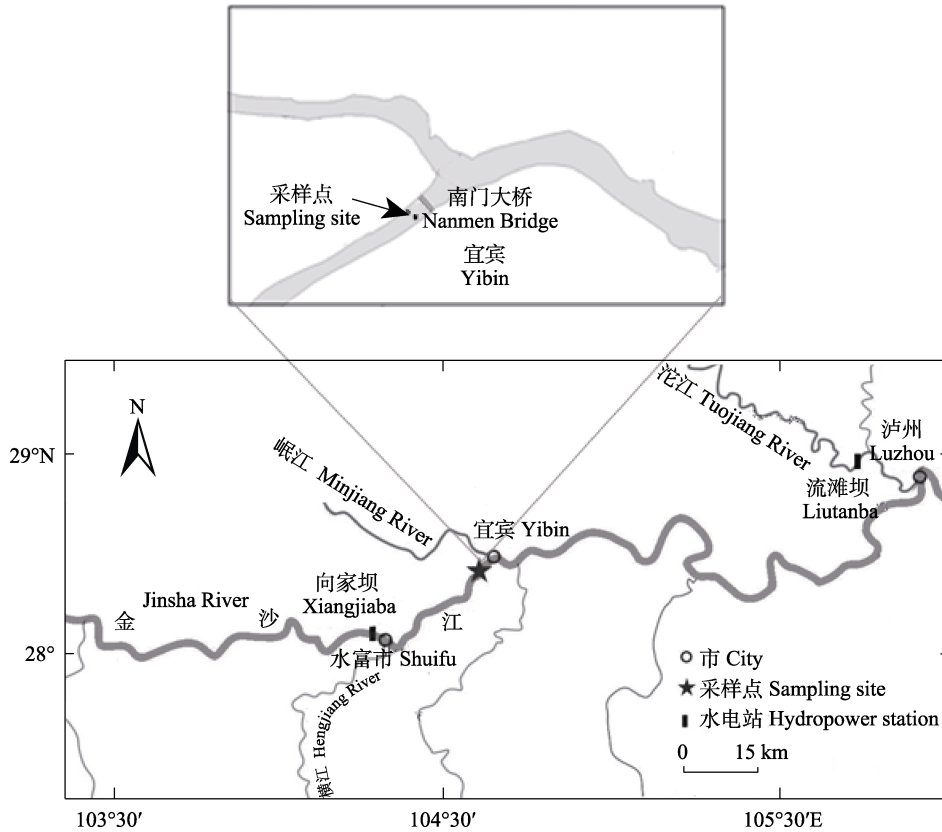 采样点
Sampling site
南门大桥
Nanmen Bridge
宜宾
Yibin
N
29°N
28°
沱江 Tuojiang River
泸州
Luzhou
流滩坝
Liutanba
岷江 Minjiang River
宜宾 Yibin
向家坝
Xiangjiaba
Jinsha River
金 沙 江
水富市 Shuifu
横江 Hengjiang River
市 City
采样点 Sampling site
水电站 Hydropower station
0 15 km
103°30′ 104°30′ 105°30′E